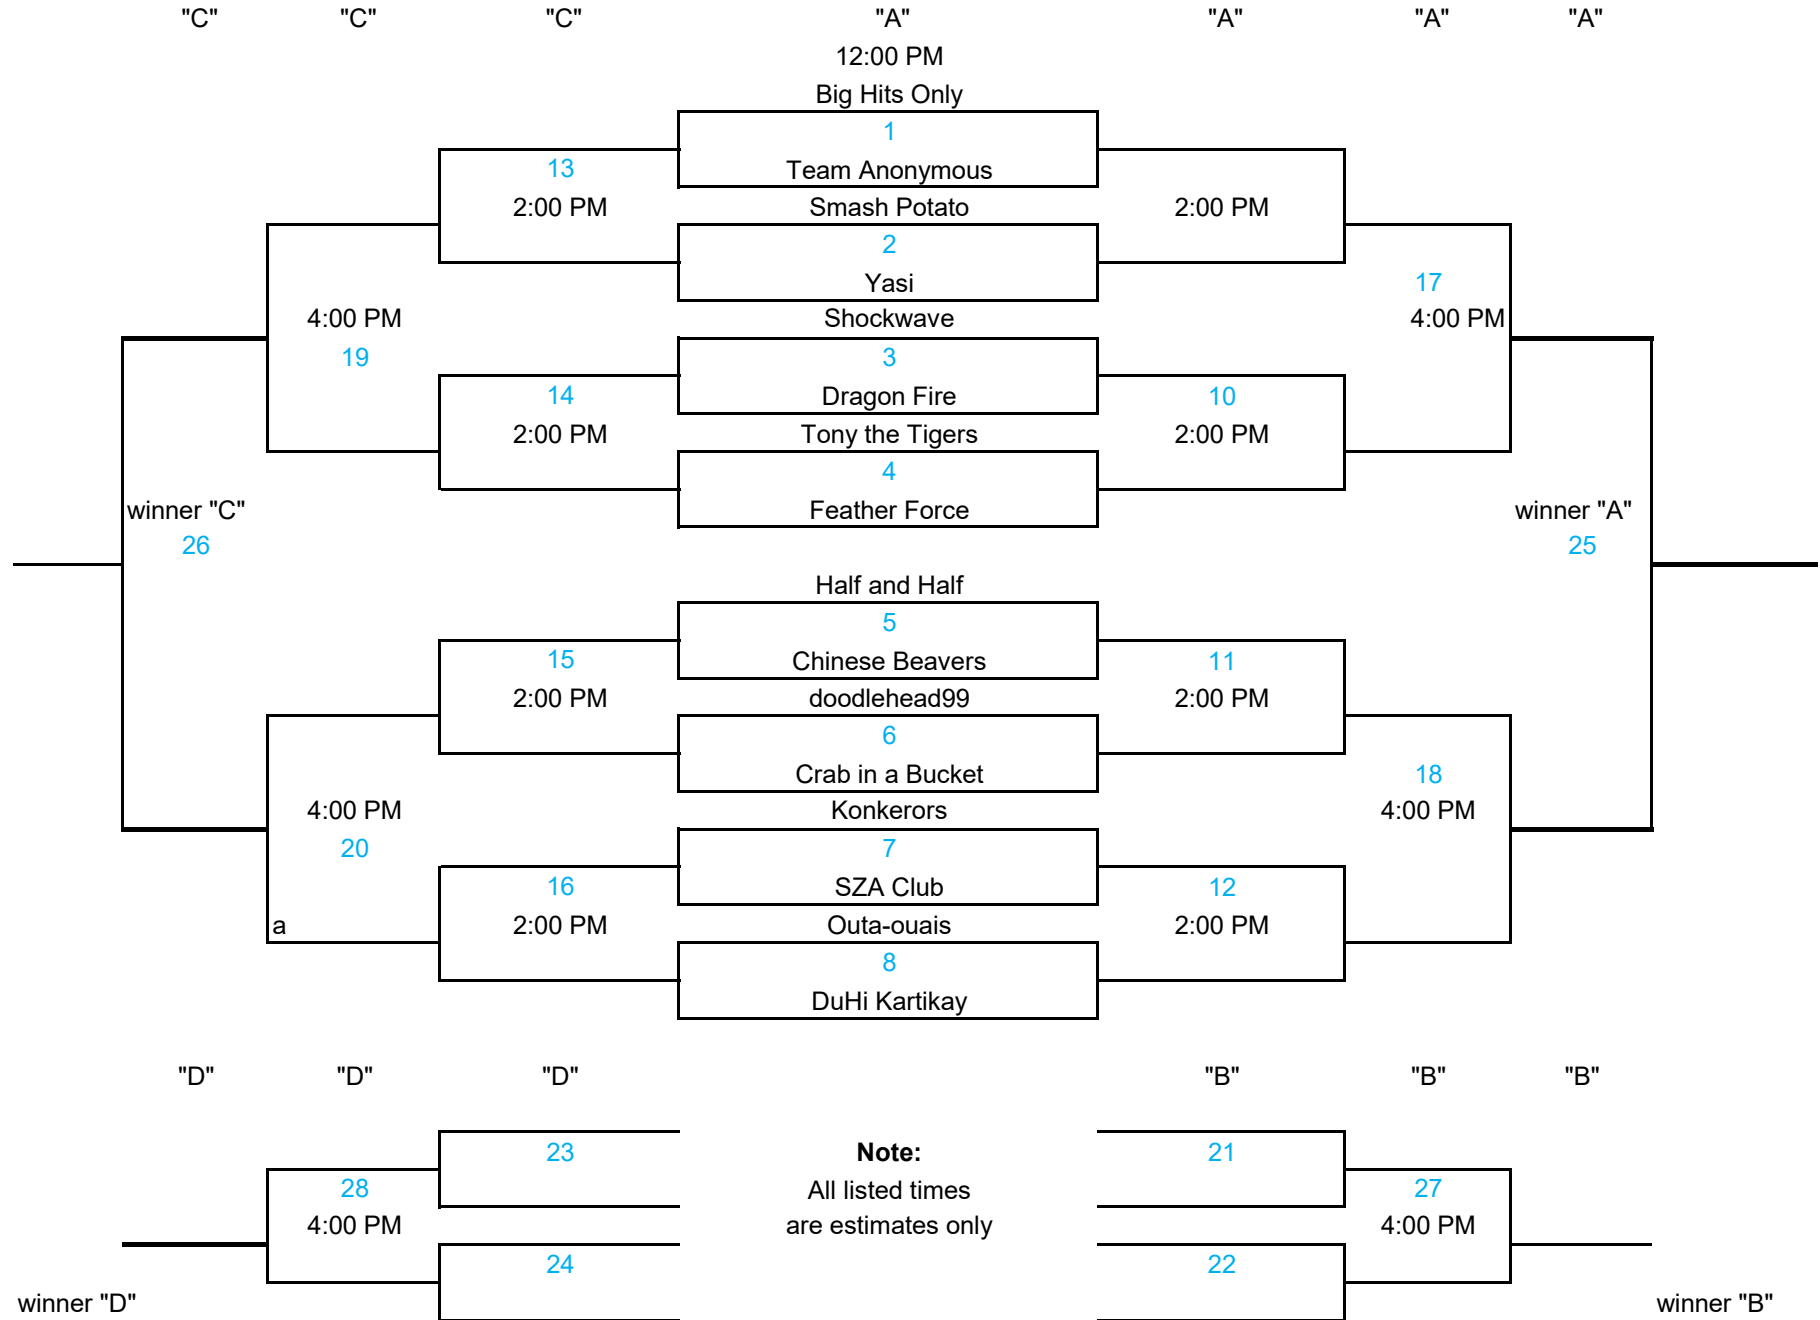 "C" "C" "C" "A" "A" "A" "A"
12:00 PM
Big Hits Only
1
13 Team Anonymous
2:00 PM Smash Potato 2:00 PM
2
Yasi 17
4:00 PM Shockwave 4:00 PM
19 3
14 Dragon Fire 10
2:00 PM Tony the Tigers 2:00 PM
4
winner "C" Feather Force winner "A"
26 25
Half and Half
5
15 Chinese Beavers 11
2:00 PM doodlehead99 2:00 PM
6
Crab in a Bucket 18
4:00 PM Konkerors 4:00 PM
20 7
16 SZA Club 12
a 2:00 PM Outa-ouais 2:00 PM
8
DuHi Kartikay
"D" "D" "D" "B" "B" "B"
23 Note: 21
28 All listed times 27
4:00 PM are estimates only 4:00 PM
24 22
winner "D" winner "B"